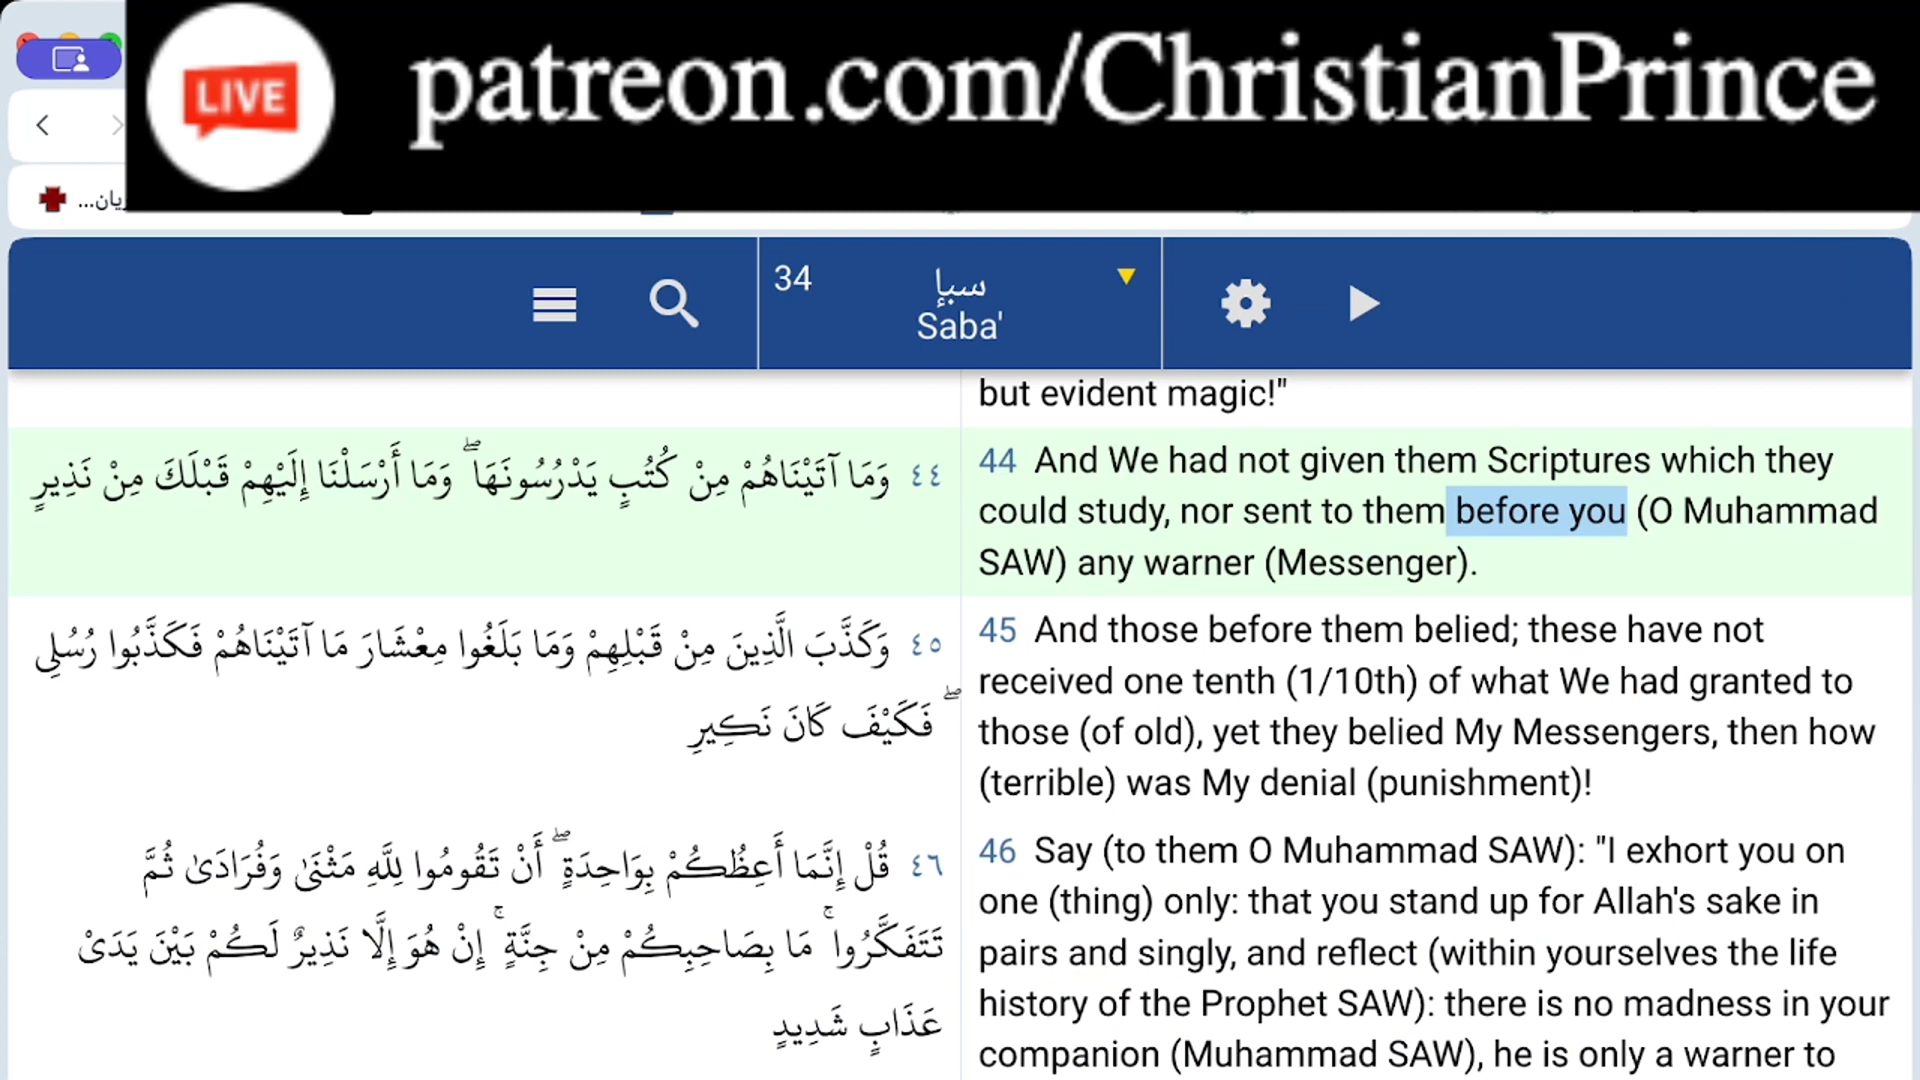 LIVE
patreon.com/ChristianPrince
34
سبإ
Saba'
but evident magic!"
٤٤ وَمَا آتَيْنَاهُمْ مِنْ كُتُبٍ يَدْرُسُونَهَا ۖ وَمَا أَرْسَلْنَا إِلَيْهِمْ قَبْلَكَ مِنْ نَذِيرٍ
44 And We had not given them Scriptures which they
could study, nor sent to them before you (O Muhammad
SAW) any warner (Messenger).
٤٥ وَكَذَّبَ الَّذِينَ مِنْ قَبْلِهِمْ وَمَا بَلَغُوا مِعْشَارَ مَا آتَيْنَاهُمْ فَكَذَّبُوا رُسُلِي
ۖ فَكَيْفَ كَانَ نَكِيرِ
45 And those before them belied; these have not
received one tenth (1/10th) of what We had granted to
those (of old), yet they belied My Messengers, then how
(terrible) was My denial (punishment)!
٤٦ قُلْ إِنَّمَا أَعِظُكُمْ بِوَاحِدَةٍ ۖ أَنْ تَقُومُوا لِلَّهِ مَثْنَىٰ وَفُرَادَىٰ ثُمَّ
تَتَفَكَّرُوا ۚ مَا بِصَاحِبِكُمْ مِنْ جِنَّةٍ ۚ إِنْ هُوَ إِلَّا نَذِيرٌ لَكُمْ بَيْنَ يَدَيْ
عَذَابٍ شَدِيدٍ
46 Say (to them O Muhammad SAW): "I exhort you on
one (thing) only: that you stand up for Allah's sake in
pairs and singly, and reflect (within yourselves the life
history of the Prophet SAW): there is no madness in your
companion (Muhammad SAW), he is only a warner to